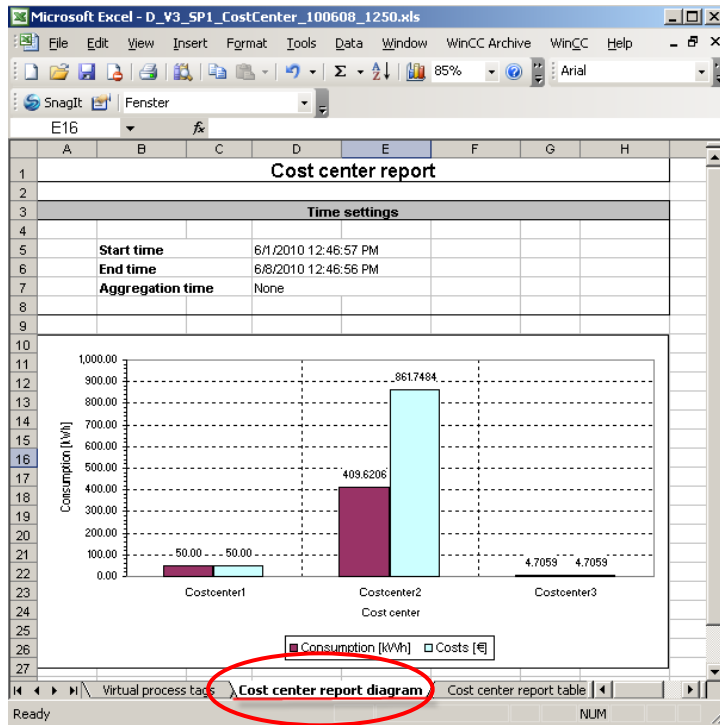 Microsoft Excel - D_V3_SP1_CostCenter_100608_1250.xls
File Edit View Insert Format Tools Data Window WinCC Archive WinCC Help
Σ 85% Arial
SnagIt Fenster
E16 fx
A B C D E F G H
1 Cost center report
2
3 Time settings
4
5 Start time 6/1/2010 12:46:57 PM
6 End time 6/8/2010 12:46:56 PM
7 Aggregation time None
8
9
10
11
12
13
14
15
16
17
18
19
20
21
22
23
24
25
26
27
Consumption [kWh]
1,000.00
900.00
800.00
700.00
600.00
500.00
400.00
300.00
200.00
100.00
0.00
50.00 50.00
409.6206 861.7484
4.7059 4.7059
Costcenter1 Costcenter2 Costcenter3
Cost center
Consumption [kWh] Costs [€]
Virtual process tags Cost center report diagram Cost center report table
Ready NUM